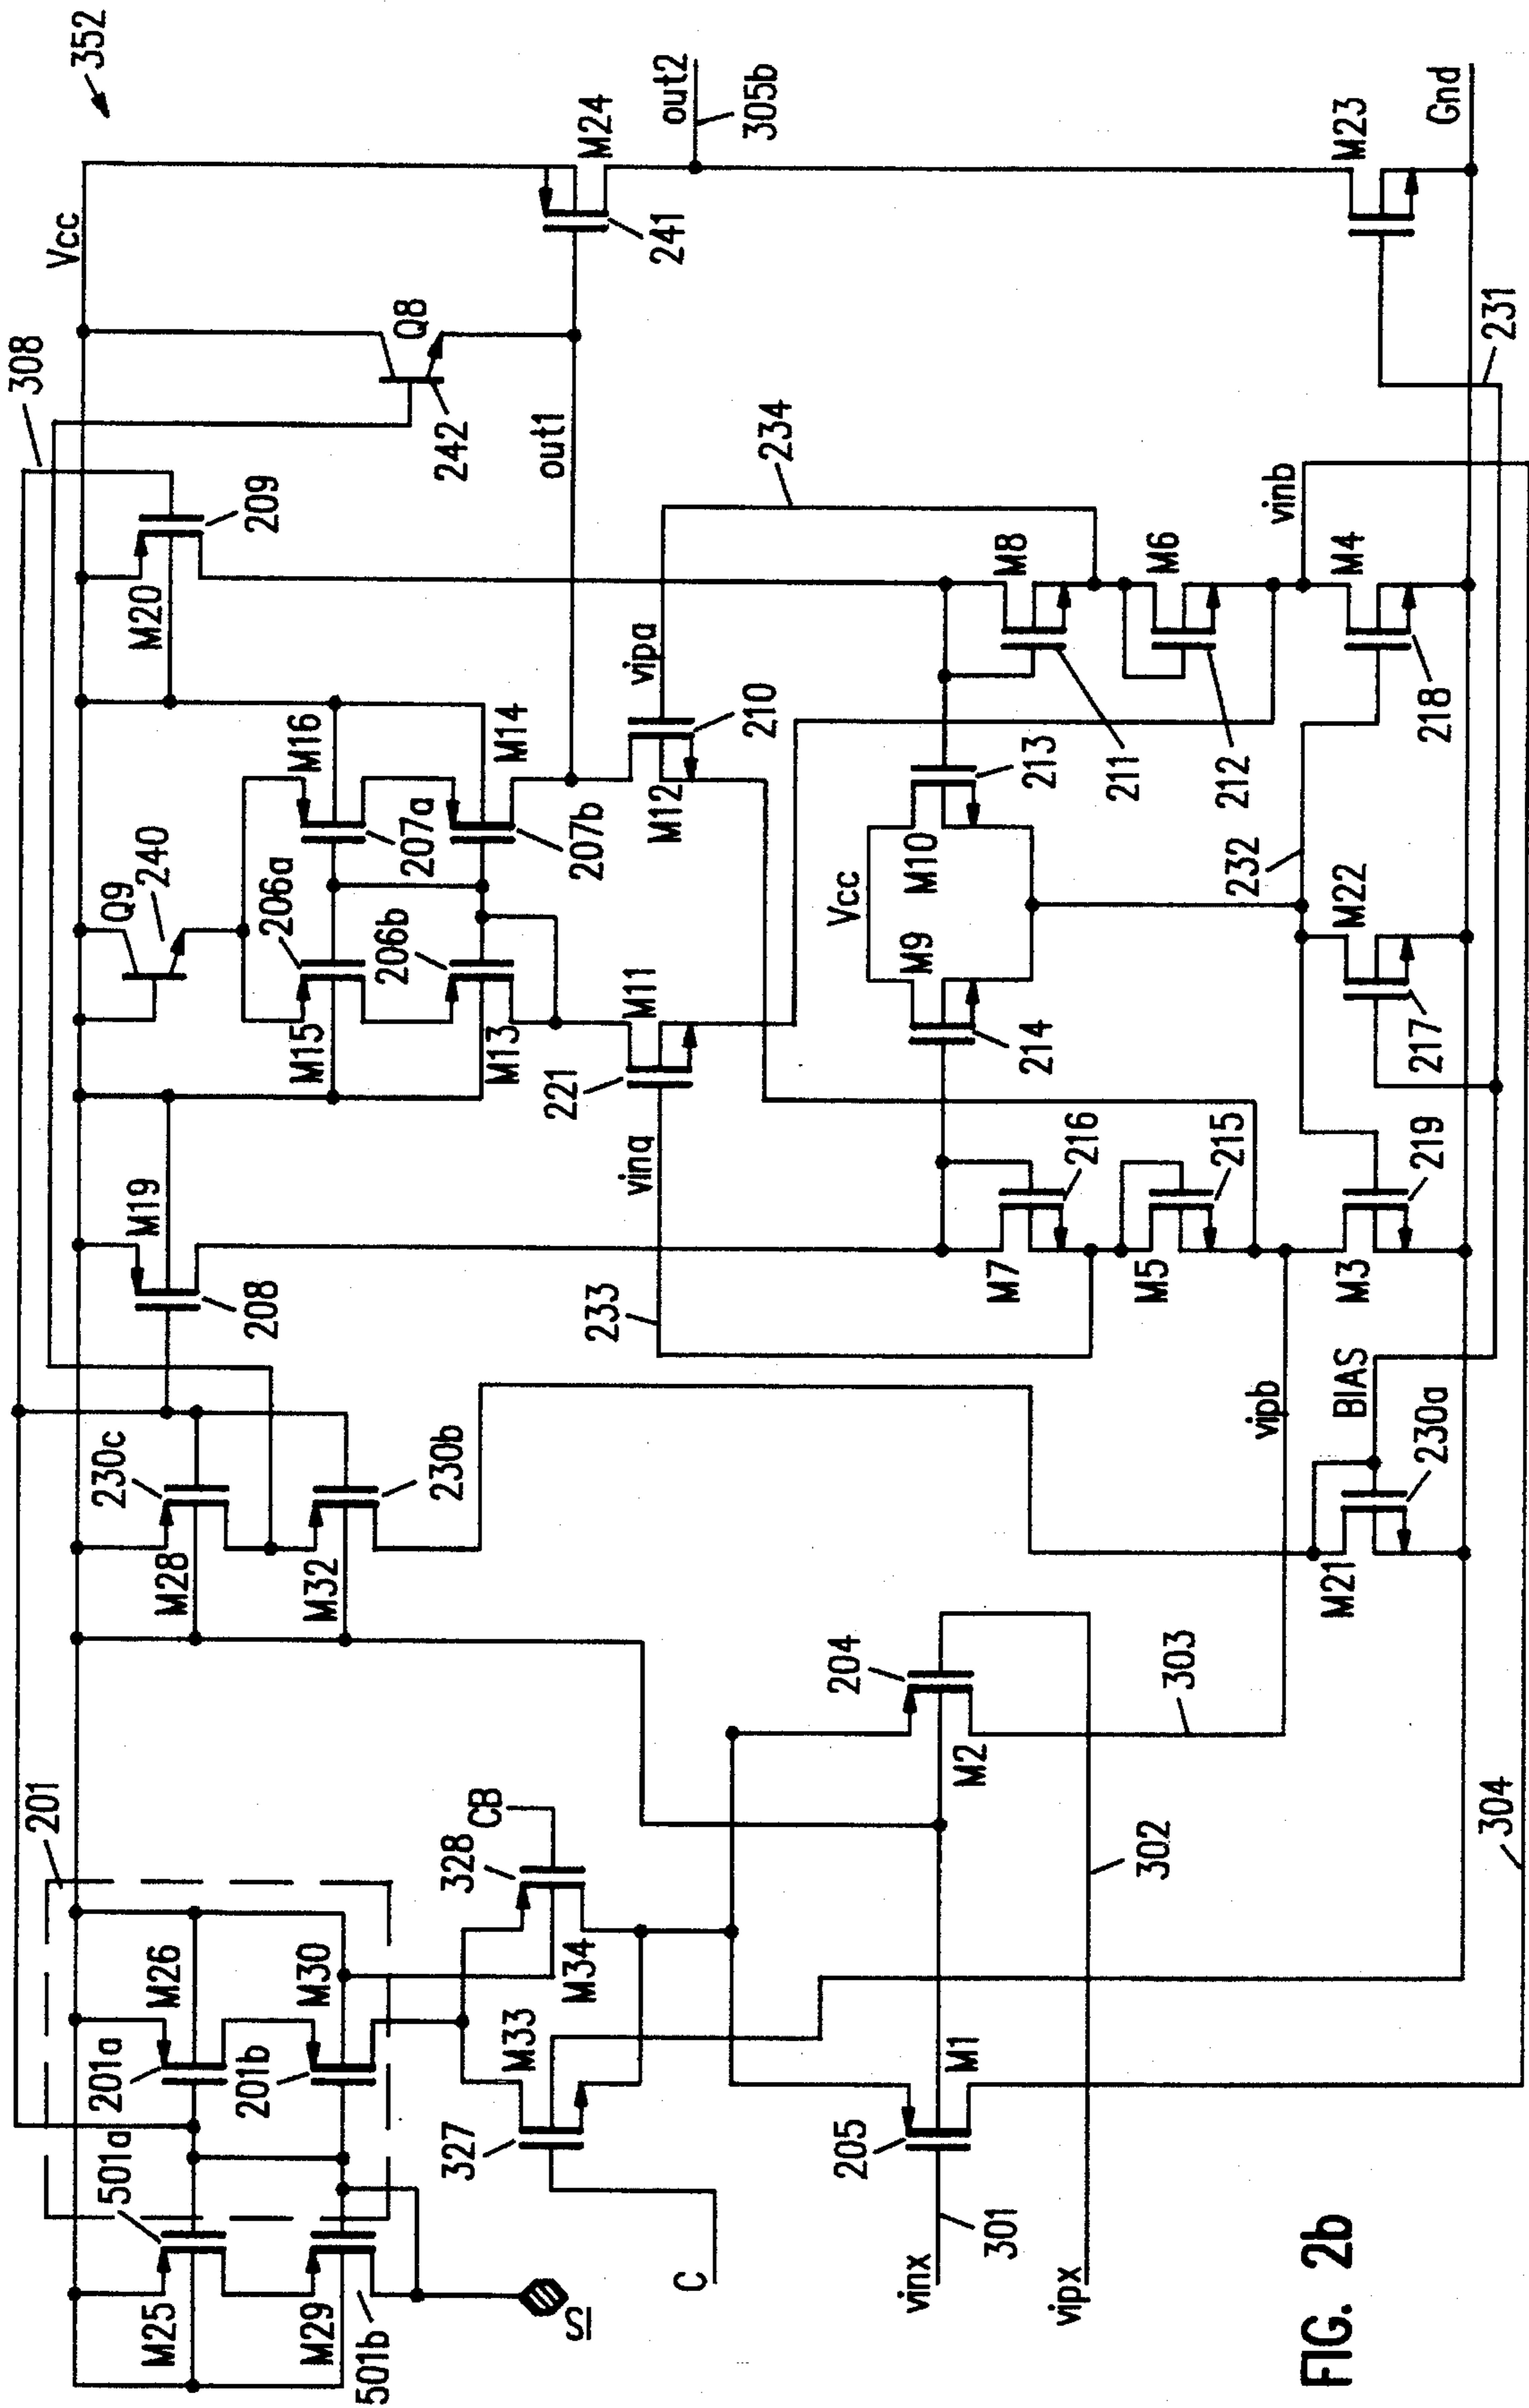 308
201
Vcc
352
501a
201a
230c
Q9
M25
M26
M28
M19
M20
240
208
209
201b
206a
M16
M29
M30
M32
M15
207a
Q8
501b
230b
206b
M14
242
328
CB
M13
207b
327
M33
M34
221
M11
out1
SI
M24
241
vina
vipa
233
M12
210
C
out2
305b
205
204
216
Vcc
234
vinx
M1
M2
M9
M10
M8
301
214
213
M7
211
vipx
302
303
215
M5
212
M6
vipb
232
vinb
BIAS
M21
230a
M3
219
M22
217
M4
218
M23
Gnd
304
231
FIG. 2b